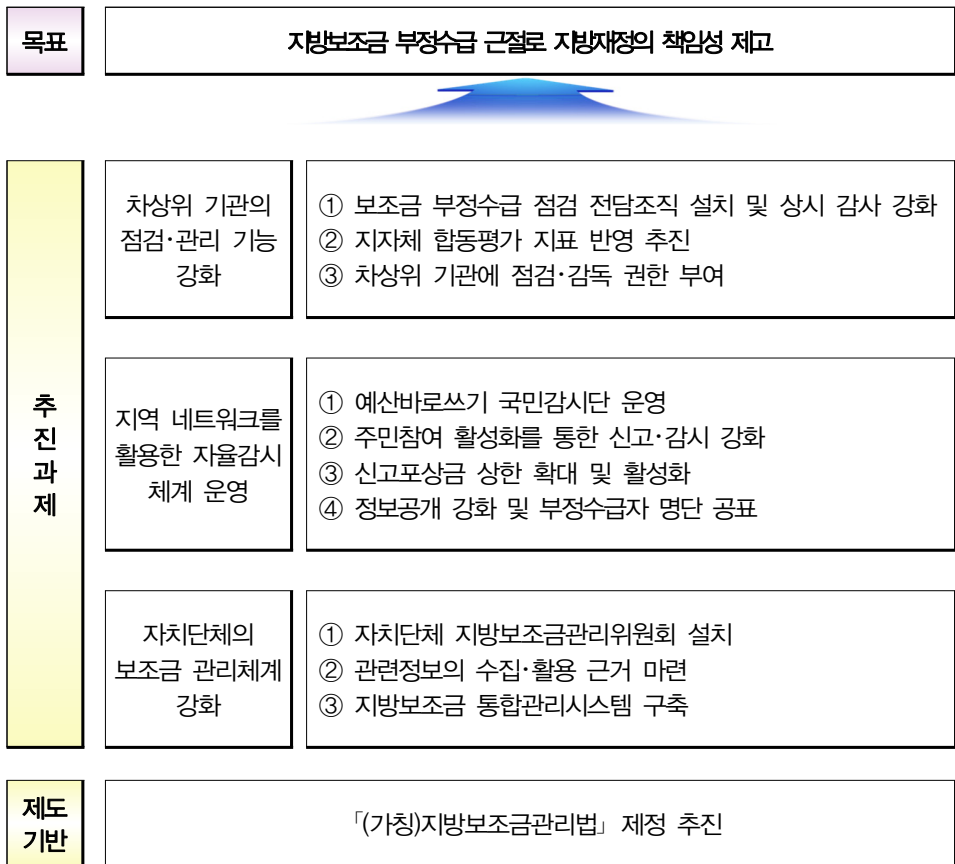 목표
지방보조금 부정수급 근절로 지방재정의 책임성 제고
추
진
과
제
차상위 기관의
점검·관리 기능
강화
① 보조금 부정수급 점검 전담조직 설치 및 상시 감사 강화
② 지자체 합동평가 지표 반영 추진
③ 차상위 기관에 점검·감독 권한 부여
지역 네트워크를
활용한 자율감시
체계 운영
① 예산바로쓰기 국민감시단 운영
② 주민참여 활성화를 통한 신고·감시 강화
③ 신고포상금 상한 확대 및 활성화
④ 정보공개 강화 및 부정수급자 명단 공표
자치단체의
보조금 관리체계
강화
① 자치단체 지방보조금관리위원회 설치
② 관련정보의 수집·활용 근거 마련
③ 지방보조금 통합관리시스템 구축
제도
기반
「(가칭)지방보조금관리법」 제정 추진